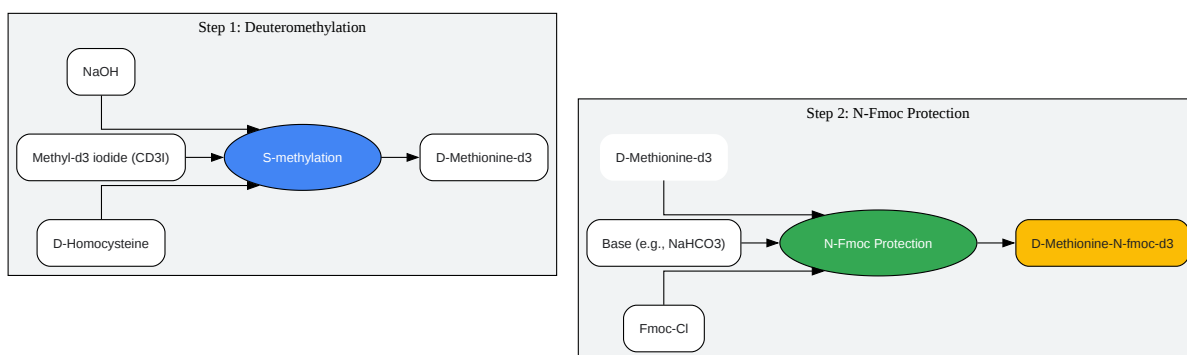 Step 1: Deuteromethylation
NaOH
Methyl-d3 iodide (CD3I)
S-methylation
D-Methionine-d3
D-Homocysteine
Step 2: N-Fmoc Protection
D-Methionine-d3
Base (e.g., NaHCO3)
N-Fmoc Protection
D-Methionine-N-fmoc-d3
Fmoc-Cl